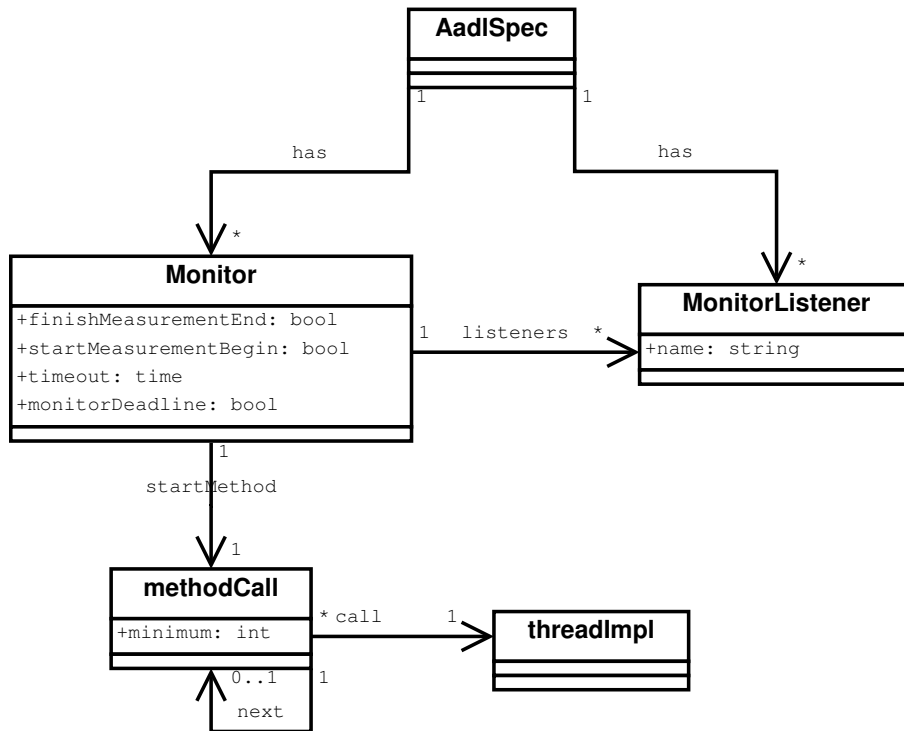 AadlSpec
1
1
has
has
*
*
Monitor
+finishMeasurementEnd: bool
+startMeasurementBegin: bool
+timeout: time
+monitorDeadline: bool
MonitorListener
+name: string
1 listeners *
1
startMethod
1
methodCall
+minimum: int
* call 1
threadImpl
0..1 1
next